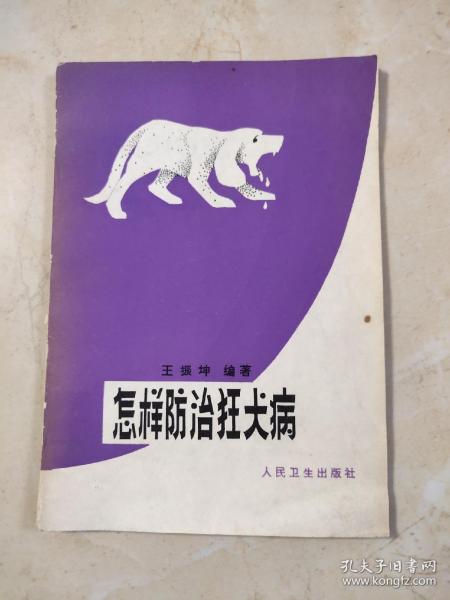 王振坤 编著
怎样防治狂犬病
人民卫生出版社
孔夫子旧书网
www.kongfz.com